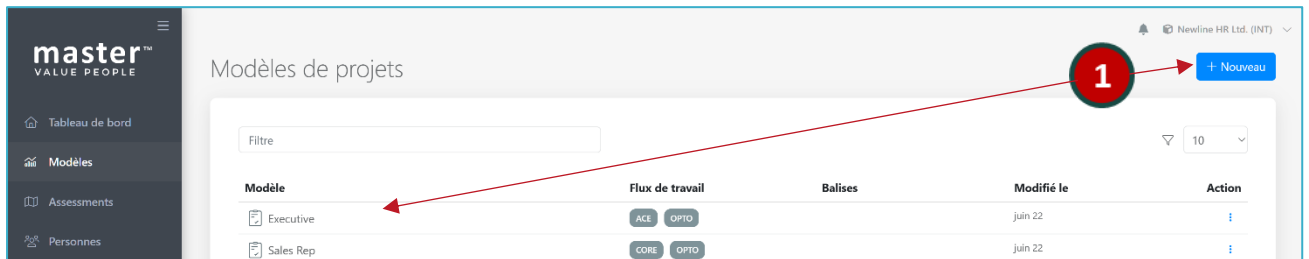 Newline HR Ltd. (INT)
master™
VALUE PEOPLE
Modèles de projets
1
+ Nouveau
Tableau de bord
Filtre
10
Modèles
Modèle Flux de travail Balises Modifié le Action
Assessments
Executive ACE OPTO juin 22
Personnes
Sales Rep CORE OPTO juin 22